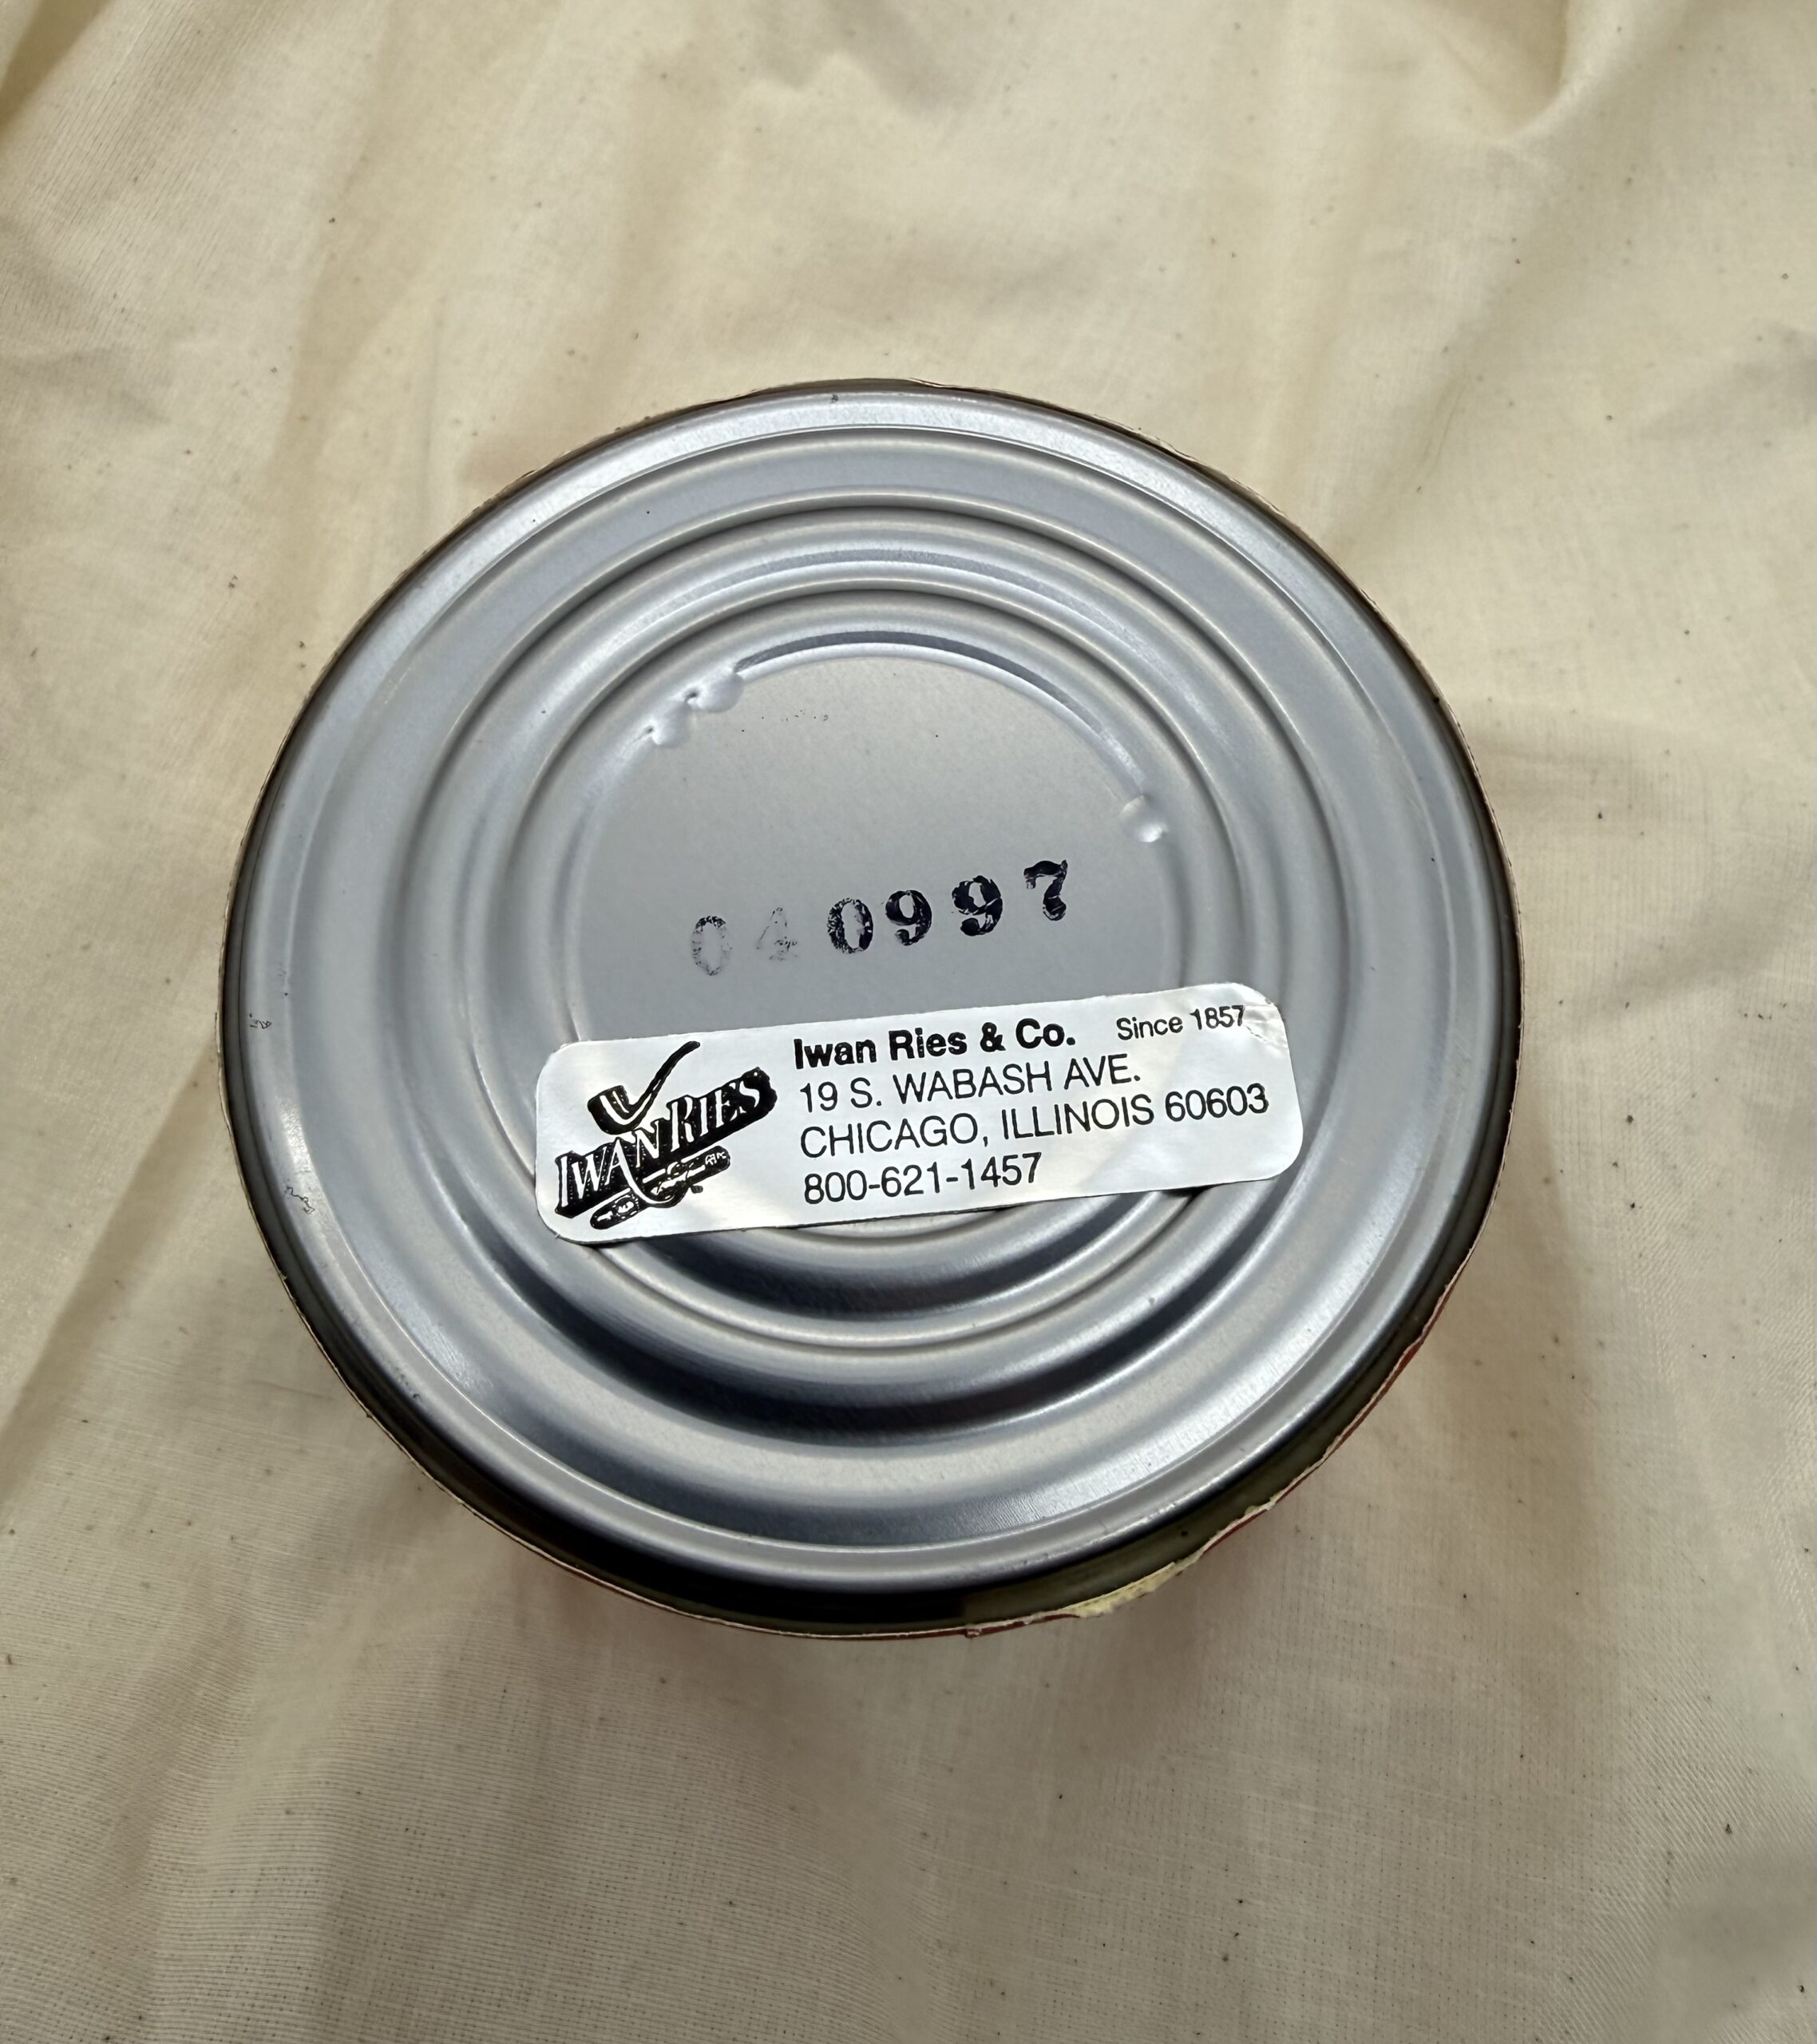 040997
Iwan Ries & Co. Since 1857
19 S. WABASH AVE.
CHICAGO, ILLINOIS 60603
800-621-1457
IWAN RIES